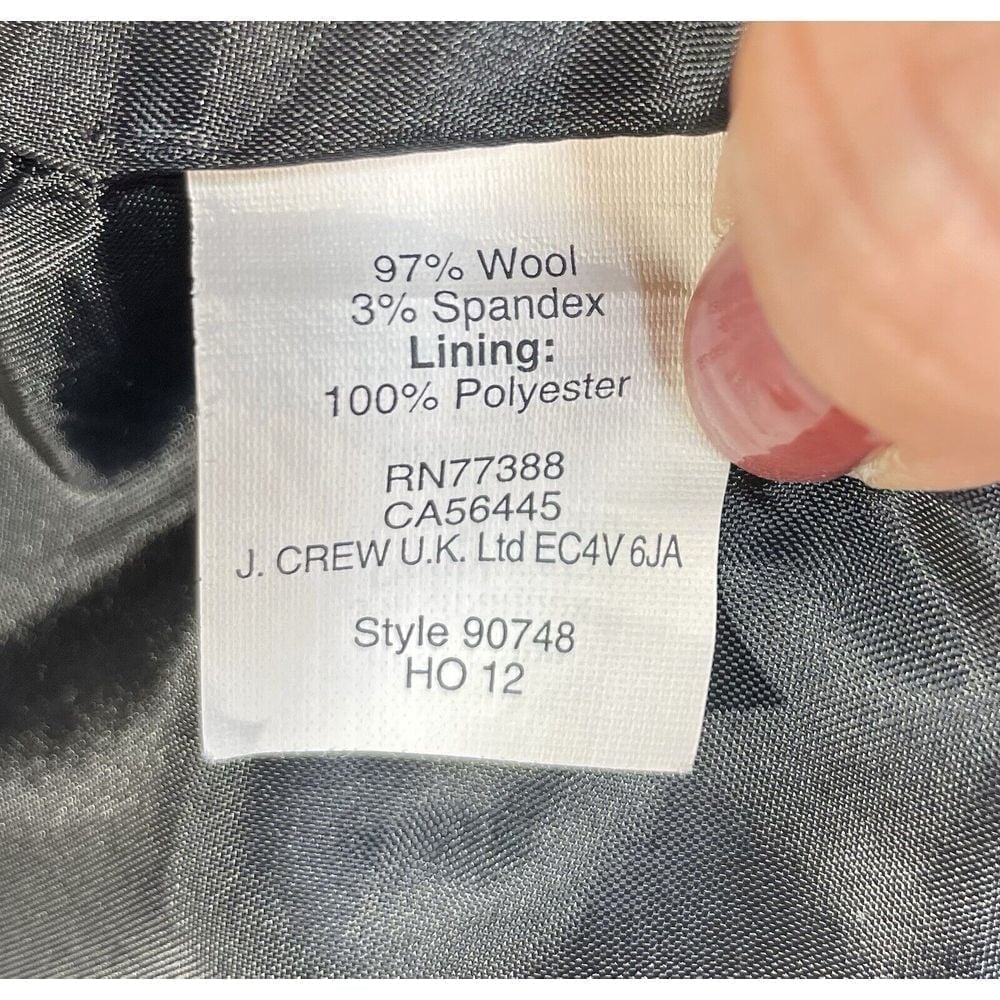 97% Wool
3% Spandex
Lining:
100% Polyester
RN77388
CA56445
J. CREW U.K. Ltd EC4V 6JA
Style 90748
HO 12